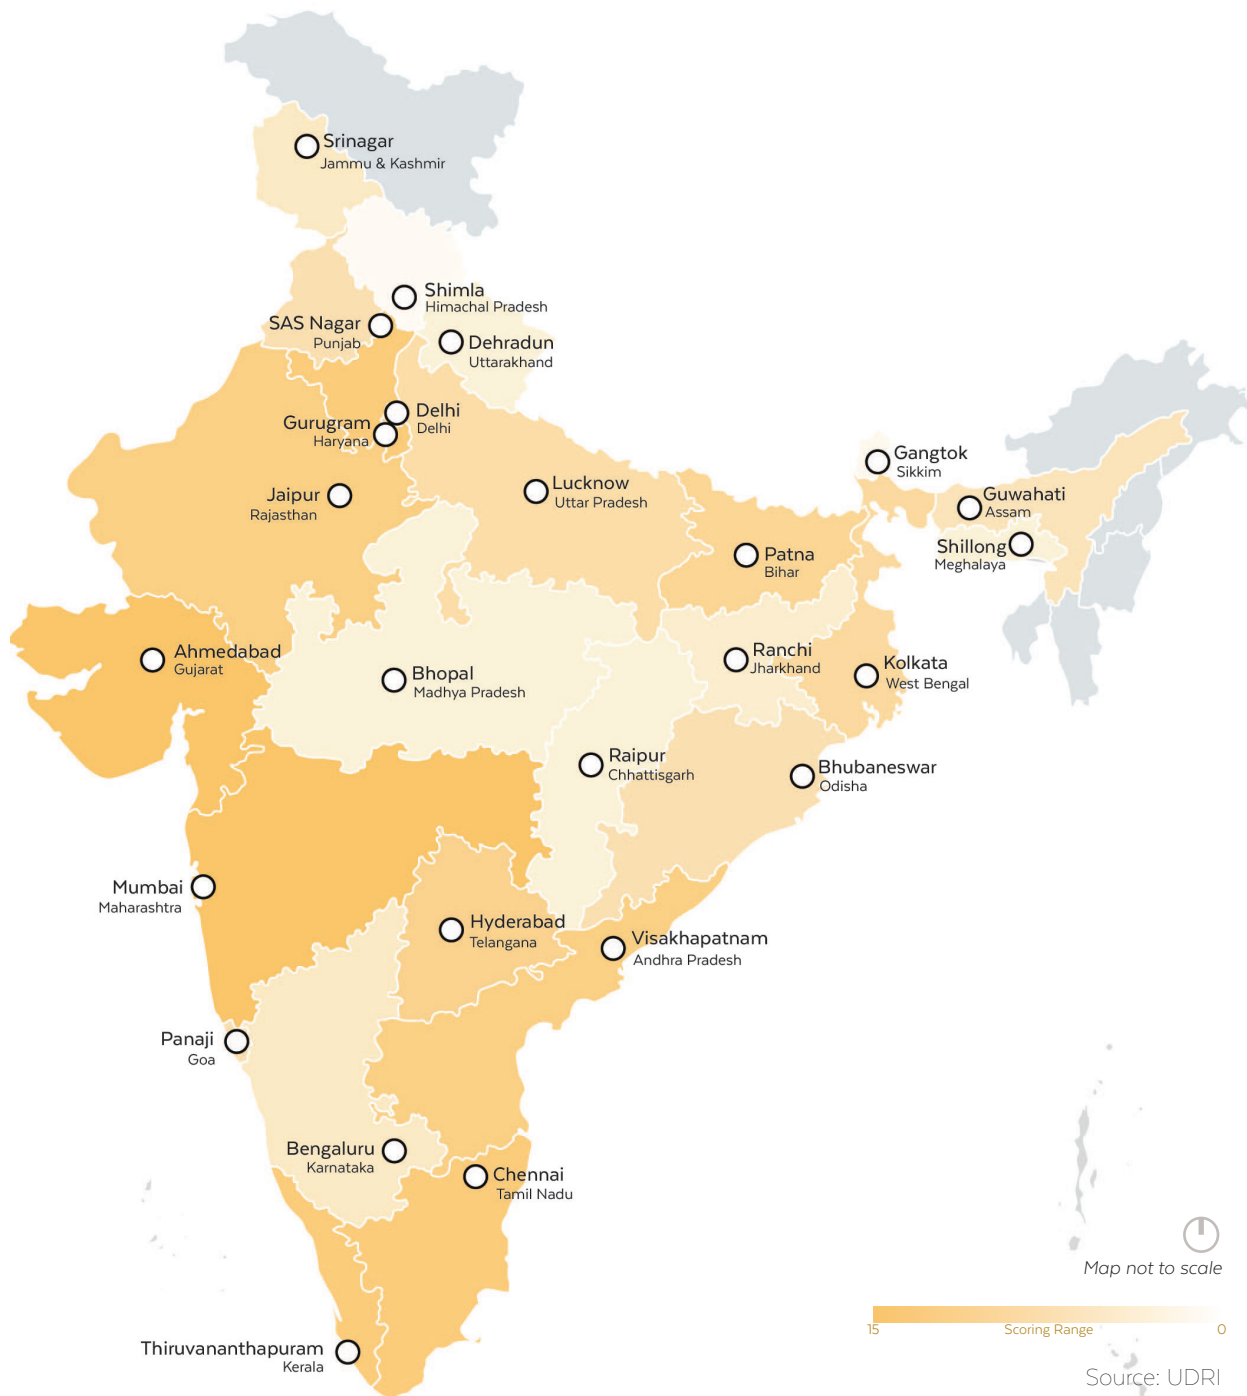 Srinagar
Jammu & Kashmir
Shimla
Himachal Pradesh
SAS Nagar
Punjab
Dehradun
Uttarakhand
Delhi
Delhi
Gurugram
Haryana
Gangtok
Sikkim
Jaipur
Rajasthan
Lucknow
Uttar Pradesh
Guwahati
Assam
Shillong
Meghalaya
Patna
Bihar
Ahmedabad
Gujarat
Ranchi
Jharkhand
Kolkata
West Bengal
Bhopal
Madhya Pradesh
Raipur
Chhattisgarh
Bhubaneswar
Odisha
Mumbai
Maharashtra
Hyderabad
Telangana
Visakhapatnam
Andhra Pradesh
Panaji
Goa
Bengaluru
Karnataka
Chennai
Tamil Nadu
Map not to scale
15 Scoring Range 0
Thiruvananthapuram
Kerala
Source: UDRI